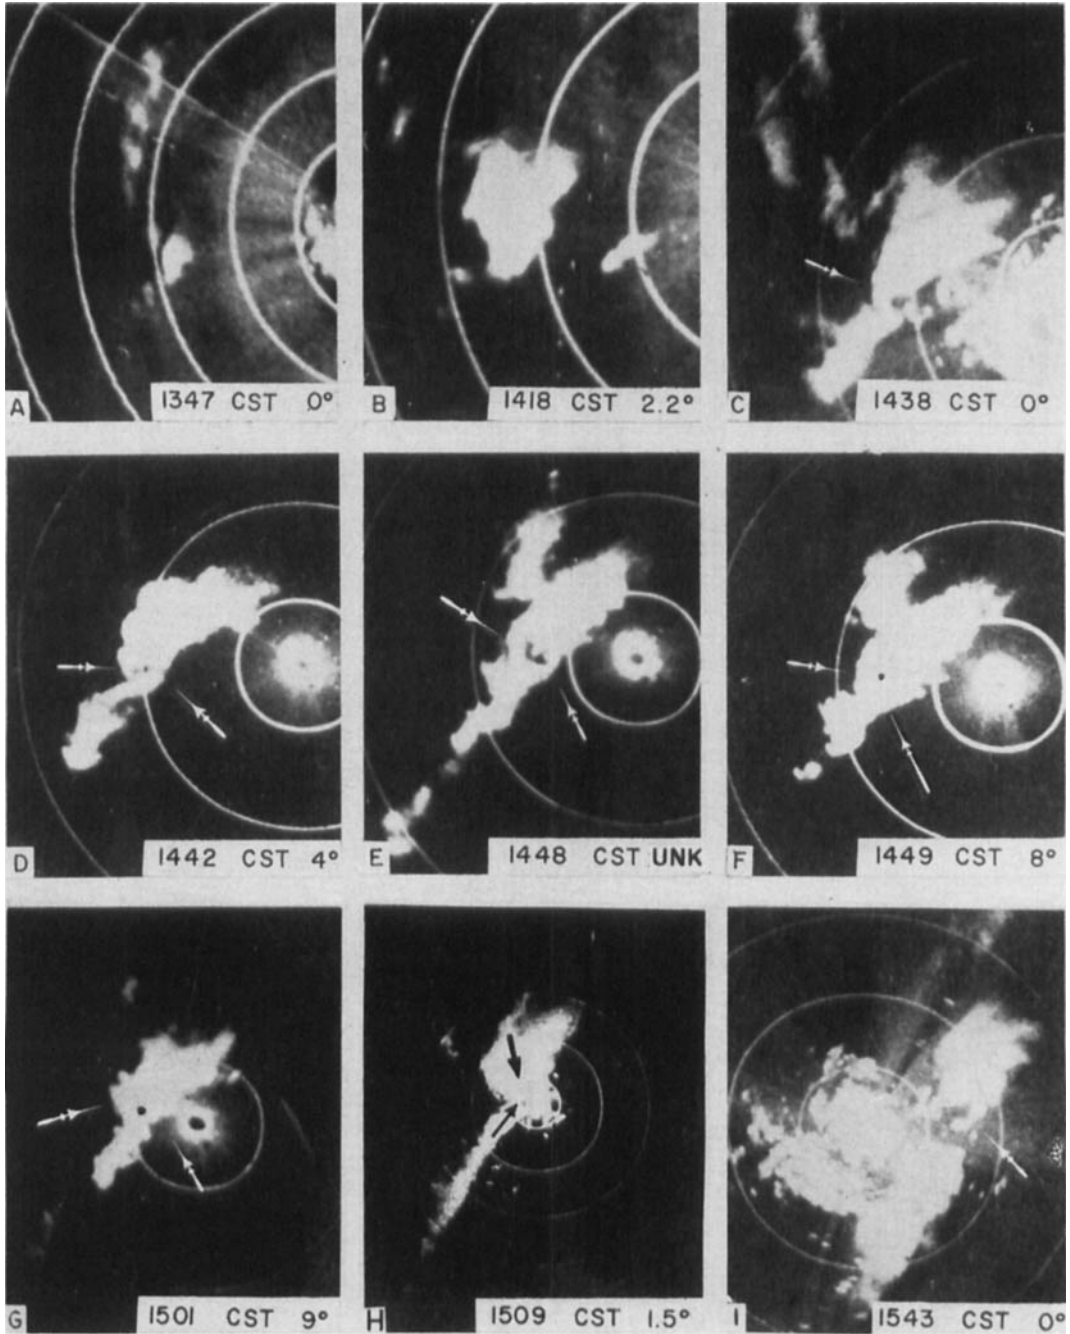 A 1347 CST 0°
B 1418 CST 2.2°
C 1438 CST 0°
D 1442 CST 4°
E 1448 CST UNK
F 1449 CST 8°
G 1501 CST 9°
H 1509 CST 1.5°
I 1543 CST 0°